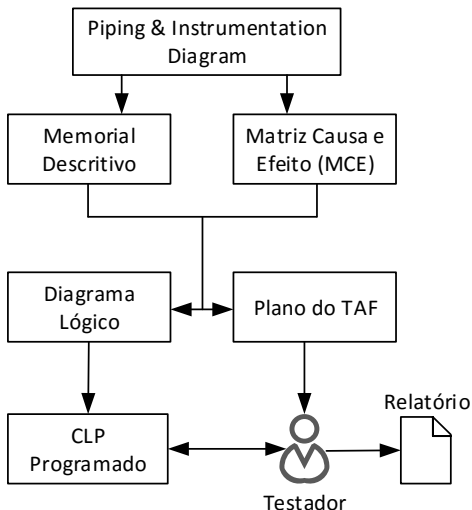 Piping & Instrumentation
Diagram
Memorial
Descritivo
Matriz Causa e
Efeito (MCE)
Diagrama
Lógico
Plano do TAF
CLP
Programado
Testador
Relatório